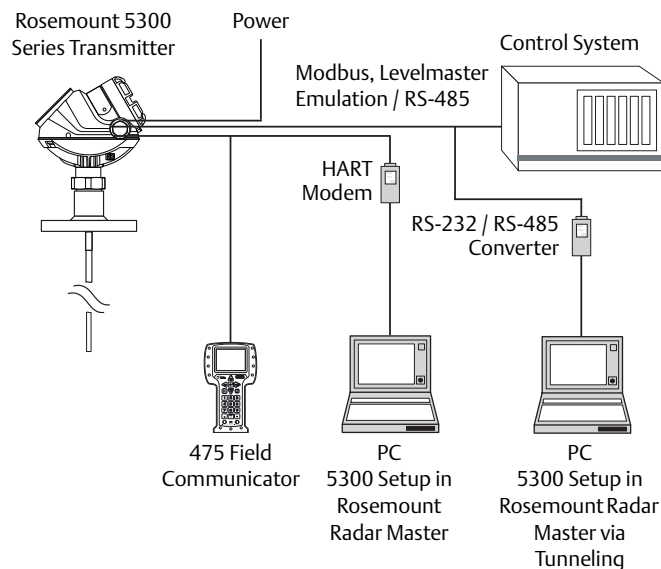 Rosemount 5300
Series Transmitter
Power
Control System
Modbus, Levelmaster
Emulation / RS-485
HART
Modem
RS-232 / RS-485
Converter
475 Field
Communicator
PC
5300 Setup in
Rosemount
Radar Master
PC
5300 Setup in
Rosemount Radar
Master via
Tunneling